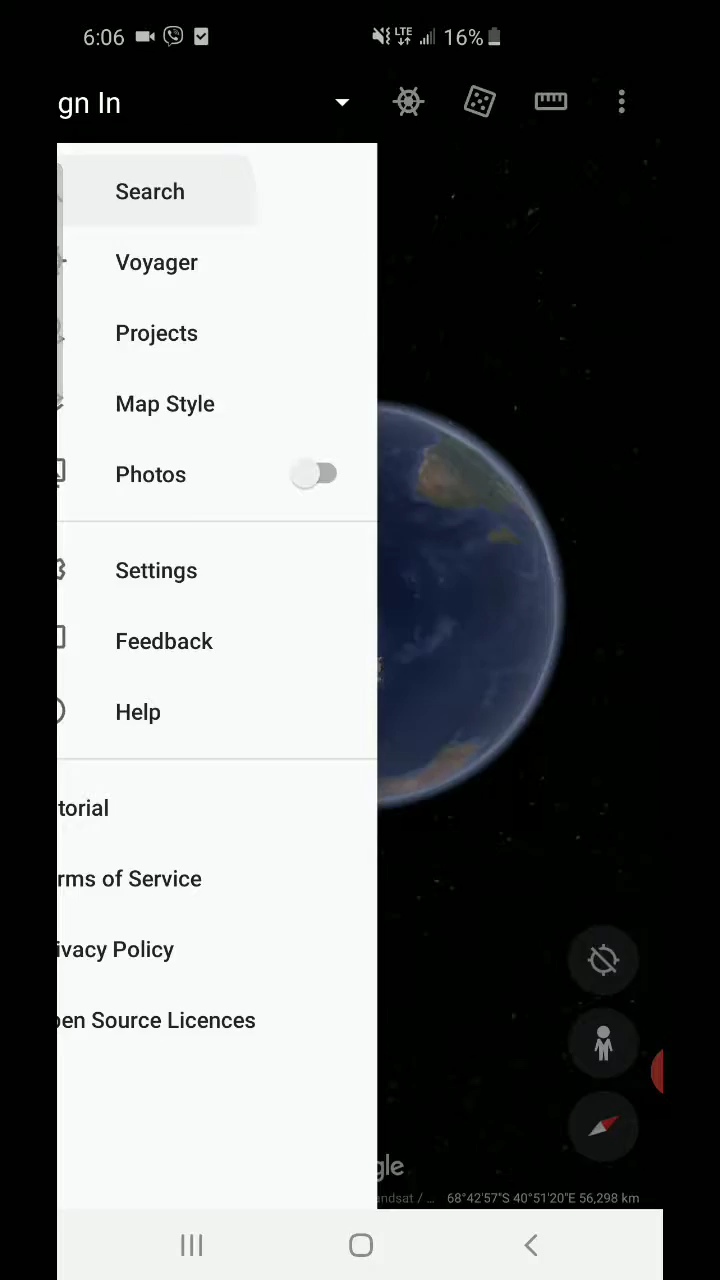 6:06 LTE 16%
gn In
Search
Voyager
Projects
Map Style
Photos
Settings
Feedback
Help
torial
rms of Service
ivacy Policy
pen Source Licences
gle
andsat / ... 68°42'57"S 40°51'20"E 56,298 km